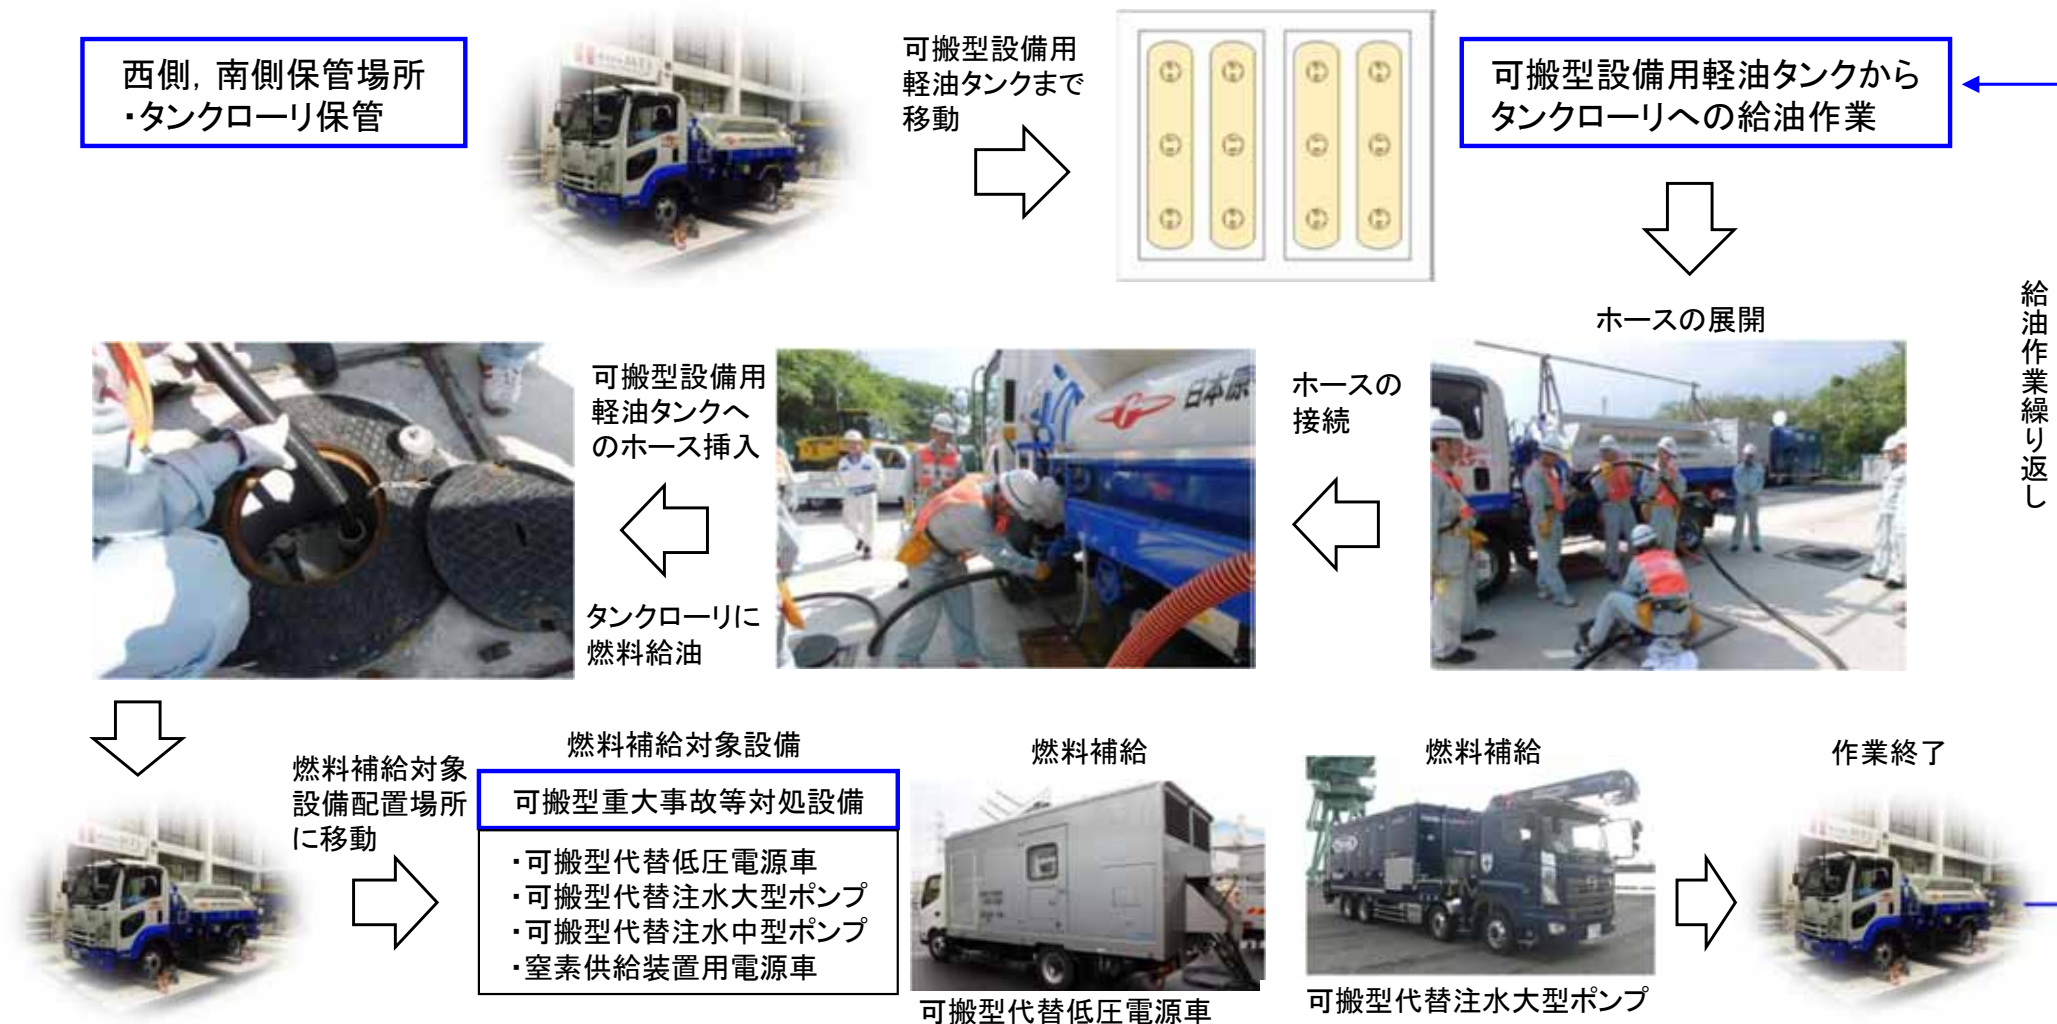 西側，南側保管場所
・タンクローリ保管
可搬型設備用
軽油タンクまで
移動
可搬型設備用軽油タンクから
タンクローリへの給油作業
給油作業繰り返し
ホースの展開
ホースの
接続
日本原
可搬型設備用
軽油タンクへ
のホース挿入
タンクローリに
燃料給油
燃料補給対象
設備配置場所
に移動
燃料補給対象設備
可搬型重大事故等対処設備
・可搬型代替低圧電源車
・可搬型代替注水大型ポンプ
・可搬型代替注水中型ポンプ
・窒素供給装置用電源車
燃料補給
可搬型代替低圧電源車
燃料補給
可搬型代替注水大型ポンプ
作業終了